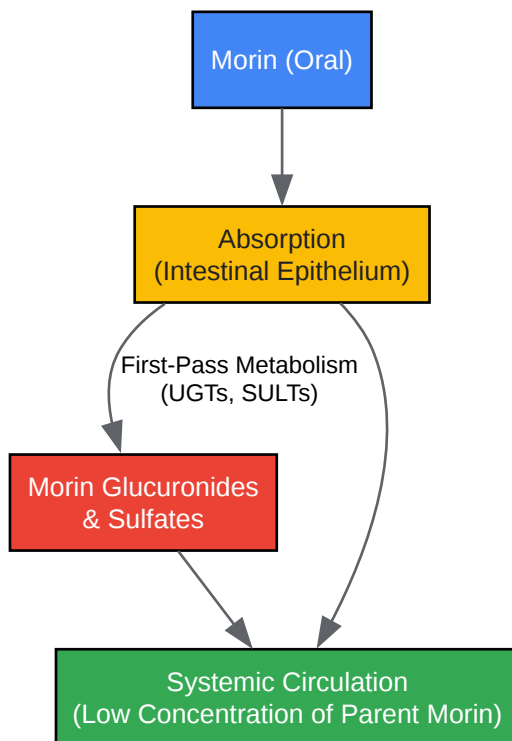 Morin (Oral)
Absorption
(Intestinal Epithelium)
First-Pass Metabolism
(UGTs, SULTs)
Morin Glucuronides
& Sulfates
Systemic Circulation
(Low Concentration of Parent Morin)